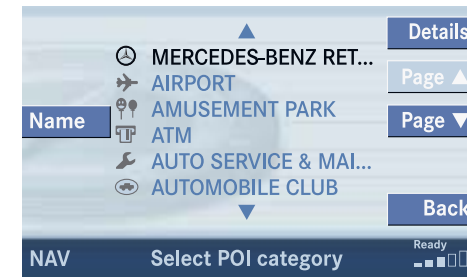 Details
MERCEDES-BENZ RET...
AIRPORT
Page
AMUSEMENT PARK
Name
Page
ATM
AUTO SERVICE & MAI...
AUTOMOBILE CLUB
Back
NAV
Select POI category
Ready